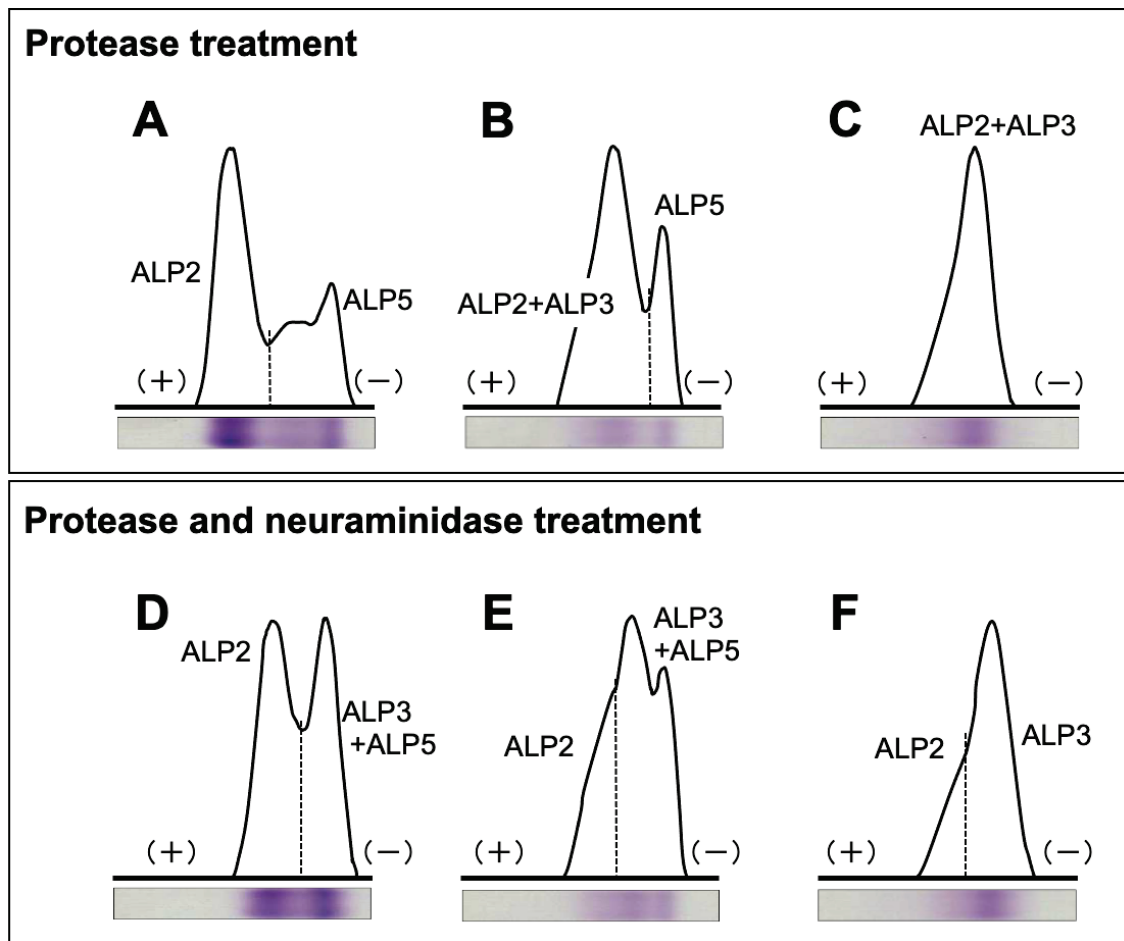 Protease treatment
A
B
C
ALP2+ALP3
ALP5
ALP2
ALP5
ALP2+ALP3
(+)
(−)
(+)
(−)
(+)
(−)
Protease and neuraminidase treatment
D
E
F
ALP3
+ALP5
ALP2
ALP3
+ALP5
ALP2
ALP2
ALP3
(+)
(−)
(+)
(−)
(+)
(−)